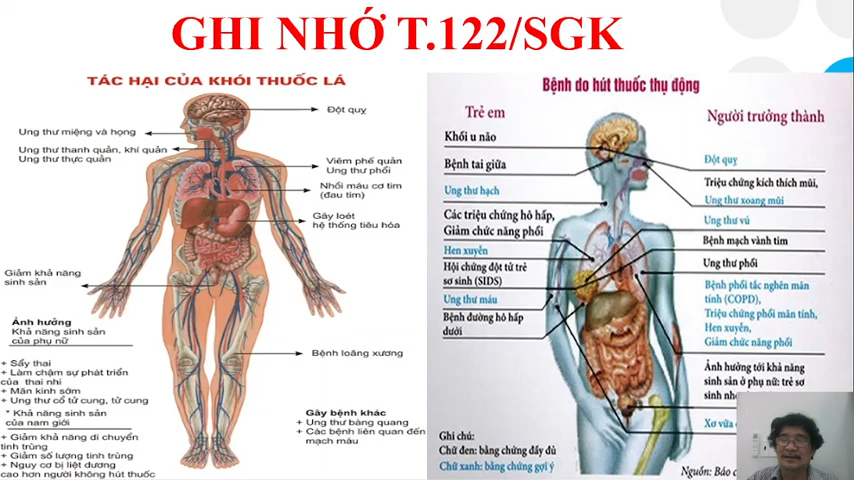 GHI NHỚ T.122/SGK
TÁC HẠI CỦA KHÓI THUỐC LÁ
Đột quỵ
Ung thư miệng và họng
Ung thư thanh quản, khí quản
Ung thư thực quản
Viêm phế quản
Ung thư phổi
Nhồi máu cơ tim
(đau tim)
Gây loét
hệ thống tiêu hóa
Giảm khả năng
sinh sản
Ảnh hưởng
Khả năng sinh sản
của phụ nữ
+ Sẩy thai
+ Làm chậm sự phát triển
của thai nhi
+ Mãn kinh sớm
+ Ung thư cổ tử cung, tử cung
* Khả năng sinh sản
của nam giới
+ Giảm khả năng di chuyển
tinh trùng
+ Giảm số lượng tinh trùng
+ Nguy cơ bị liệt dương
cao hơn người không hút thuốc
Bệnh loãng xương
Gây bệnh khác
+ Ung thư bàng quang
+ Các bệnh liên quan đến
mạch máu
Bệnh do hút thuốc thụ động
Trẻ em
Khối u não
Bệnh tai giữa
Ung thư hạch
Các triệu chứng hô hấp,
Giảm chức năng phổi
Hen xuyễn
Hội chứng đột tử trẻ
sơ sinh (SIDS)
Ung thư máu
Bệnh đường hô hấp
dưới
Người trưởng thành
Đột quỵ
Triệu chứng kích thích mũi,
Ung thư xoang mũi
Ung thư vú
Bệnh mạch vành tim
Ung thư phổi
Bệnh phổi tắc nghẽn mãn
tính (COPD),
Triệu chứng phổi mãn tính,
Hen xuyễn,
Giảm chức năng phổi
Ảnh hưởng tới khả năng
sinh sản ở phụ nữ: trẻ sơ
sinh
Xơ vữa
Ghi chú:
Chữ đen: bằng chứng đầy đủ
Chữ xanh: bằng chứng gợi ý
Nguồn: Báo